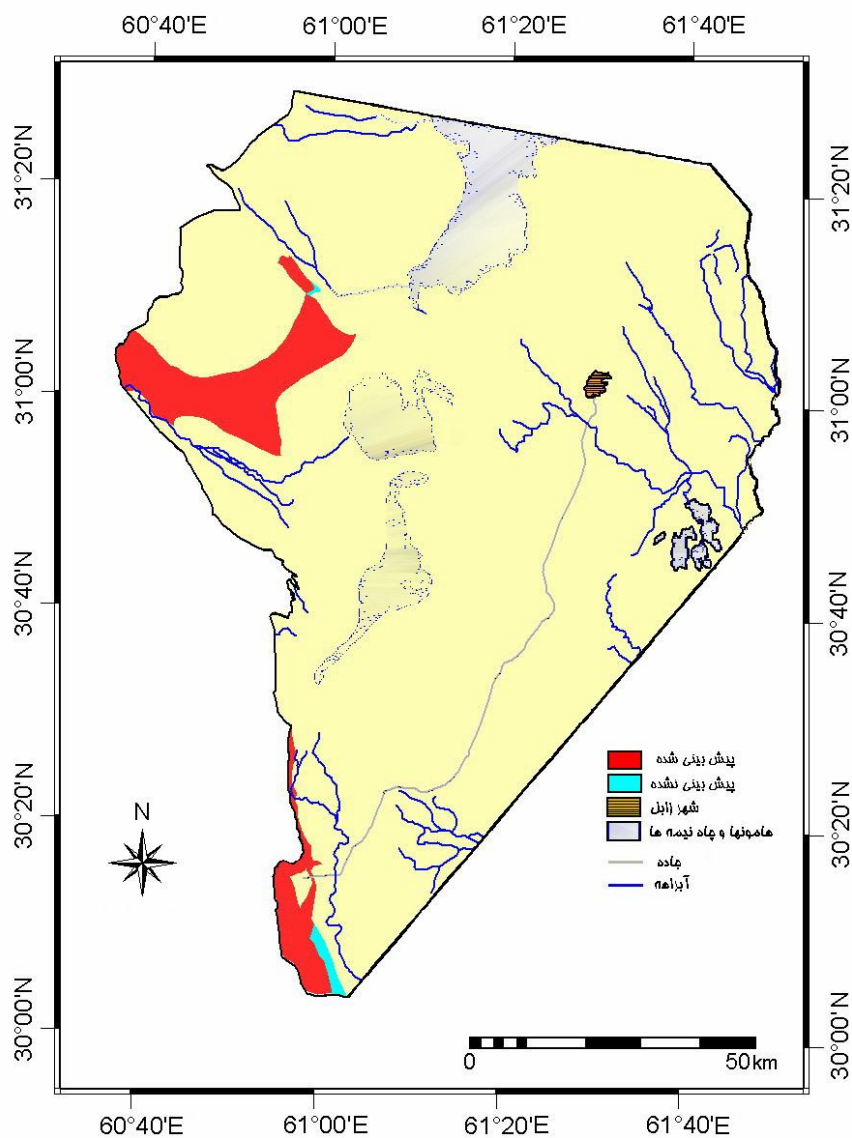 60°40'E 61°00'E 61°20'E 61°40'E
31°20'N 31°20'N
31°00'N 31°00'N
30°40'N 30°40'N
پیش بینی شده
پیش بینی نشده
شهر زابل
هامونها و چاه نیمه ها
جاده
آبراهه
30°20'N 30°20'N
N
30°00'N 30°00'N
0 50km
60°40'E 61°00'E 61°20'E 61°40'E